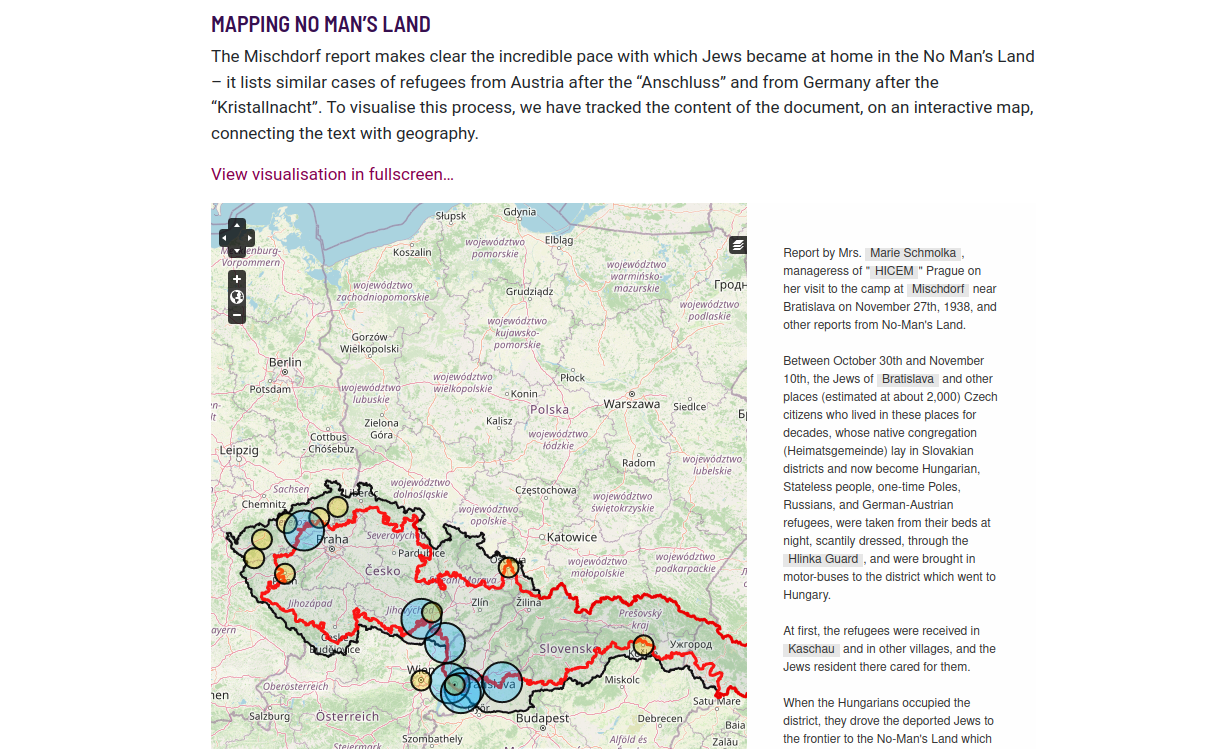 MAPPING NO MAN’S LAND
The Mischdorf report makes clear the incredible pace with which Jews became at home in the No Man’s Land
– it lists similar cases of refugees from Austria after the “Anschluss” and from Germany after the
“Kristallnacht”. To visualise this process, we have tracked the content of the document, on an interactive map,
connecting the text with geography.
View visualisation in fullscreen…
Słupsk
Gdynia
Elbląg
Koszalin
województwo
pomorskie
Vorpommern
województwo
zachodniopomorskie
województwo
warmińsko-
mazurskie
Гродн
Grudziądz
województwo
podlaskie
województwo
kujawsko-
pomorskie
Gorzów
Wielkopolski
Berlin
Potsdam
województwo
lubuskie
województwo
wielkopolskie
Płock
Konin
Polska
Warszawa
Siedlce
Zielona
Góra
Kalisz
Cottbus
- Chóśebuz
województwo
łódzkie
Leipzig
Radom
województwo
lubelskie
Sachsen
Chemnitz
województwo
dolnośląskie
Częstochowa
województwo
opolskie
województwo
świętokrzyskie
Praha
Katowice
Pardubice
Česko
województwo
małopolskie
województwo
podkarpackie
Zlín
Žilina
Jihozápad
Prešovský
kraj
Ужгород
Budějovice
Slovensko
Miskolc
Wien
Oberösterreich
Satu Mare
Salzburg
Österreich
Budapest
Debrecen
Baia
Szombathely
Alföld és
Zalău
Steiermark
Report by Mrs. Marie Schmolka ,
manageress of " HICEM " Prague on
her visit to the camp at Mischdorf near
Bratislava on November 27th, 1938, and
other reports from No-Man's Land.
Between October 30th and November
10th, the Jews of Bratislava and other
places (estimated at about 2,000) Czech
citizens who lived in these places for
decades, whose native congregation
(Heimatsgemeinde) lay in Slovakian
districts and now become Hungarian,
Stateless people, one-time Poles,
Russians, and German-Austrian
refugees, were taken from their beds at
night, scantily dressed, through the
Hlinka Guard , and were brought in
motor-buses to the district which went to
Hungary.
At first, the refugees were received in
Kaschau and in other villages, and the
Jews resident there cared for them.
When the Hungarians occupied the
district, they drove the deported Jews to
the frontier to the No-Man's Land which